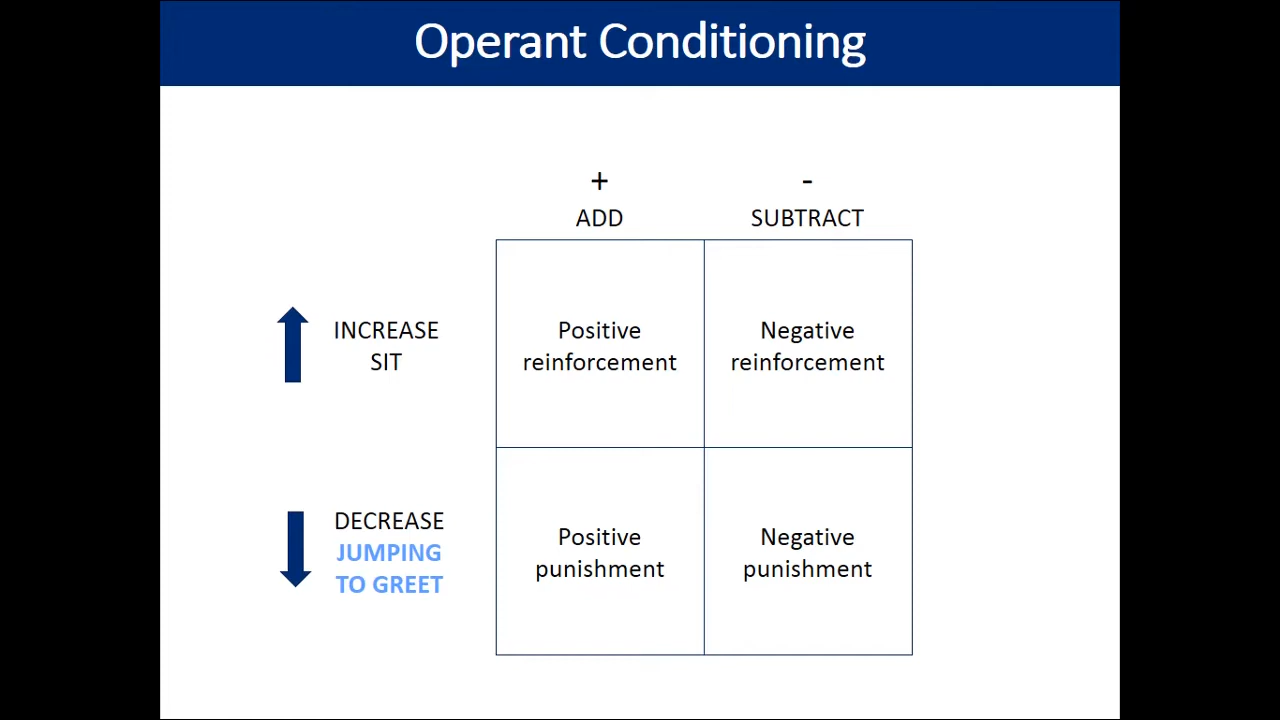 Operant Conditioning
+
-
ADD
SUBTRACT
INCREASE
SIT
Positive
reinforcement
Negative
reinforcement
DECREASE
JUMPING
TO GREET
Positive
punishment
Negative
punishment